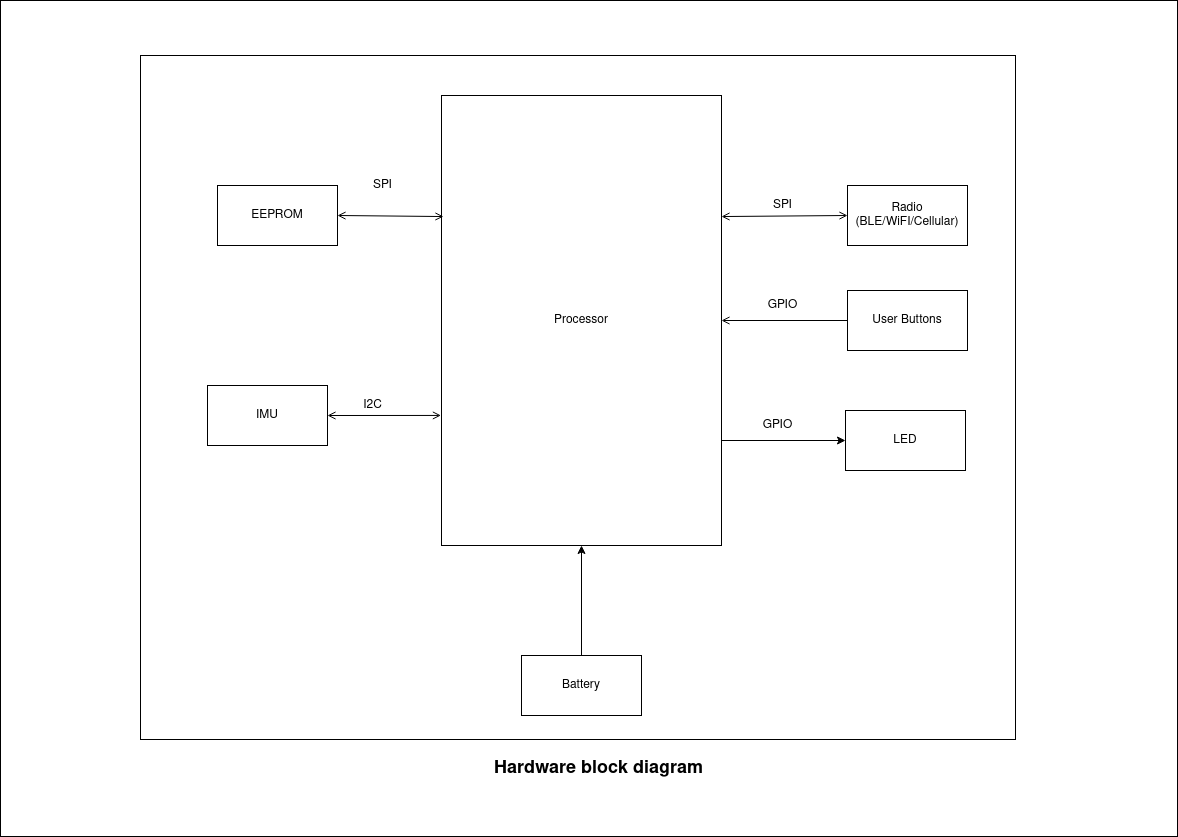 SPI
EEPROM
SPI
Radio
(BLE/WiFI/Cellular)
GPIO
User Buttons
Processor
I2C
IMU
GPIO
LED
Battery
Hardware block diagram